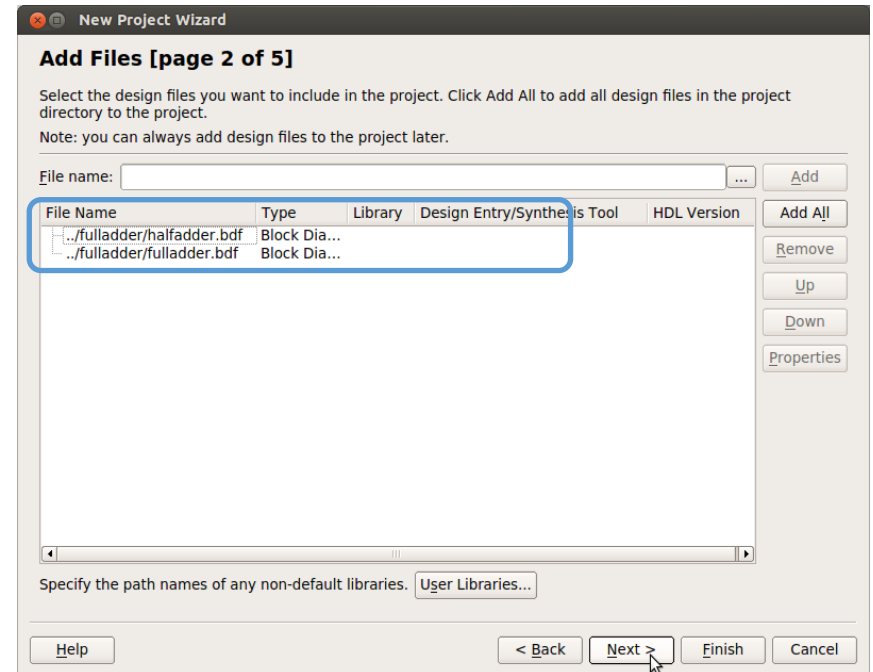 New Project Wizard
Add Files [page 2 of 5]
Select the design files you want to include in the project. Click Add All to add all design files in the project
directory to the project.
Note: you can always add design files to the project later.
File name: ... Add
File Name Type Library Design Entry/Synthesis Tool HDL Version Add All
../fulladder/halfadder.bdf Block Dia...
../fulladder/fulladder.bdf Block Dia...
Remove
Up
Down
Properties
Specify the path names of any non-default libraries. User Libraries...
Help < Back Next > Finish Cancel